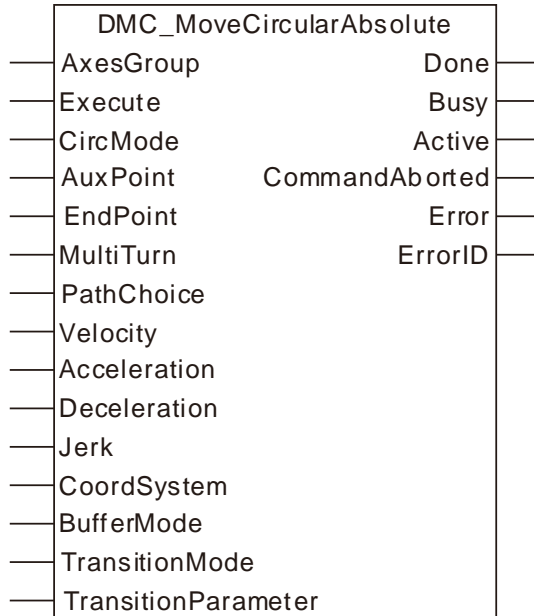 DMC_MoveCircularAbsolute
AxesGroup Done
Execute Busy
CircMode Active
AuxPoint CommandAborted
EndPoint Error
MultiTurn ErrorID
PathChoice
Velocity
Acceleration
Deceleration
Jerk
CoordSystem
BufferMode
TransitionMode
TransitionParameter